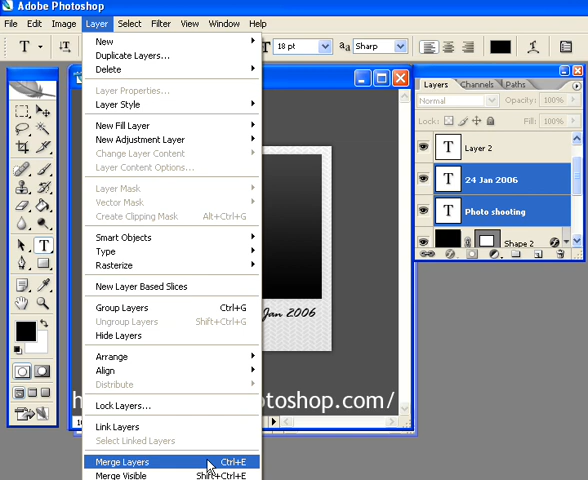 Adobe Photoshop
File Edit Image Layer Select Filter View Window Help
T 18 pt aa Sharp
New
Duplicate Layers...
Delete
Layer Properties...
Layer Style
New Fill Layer
New Adjustment Layer
Change Layer Content
Layer Content Options...
Layer Mask
Vector Mask
Create Clipping Mask Alt+Ctrl+G
Smart Objects
Type
Rasterize
New Layer Based Slices
Group Layers Ctrl+G
Ungroup Layers Shift+Ctrl+G
Hide Layers
Arrange
Align
Distribute
Lock Layers...
Link Layers
Select Linked Layers
Merge Layers Ctrl+E
Merge Visible Shift+Ctrl+E
Layers Channels Paths
Normal Opacity: 100%
Lock: Fill: 100%
T Layer 2
T 24 Jan 2006
T Photo shooting
Shape 2
Jan 2006
otoshop.com/